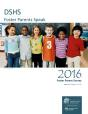 DSHS
Foster Parents Speak
2016
Foster Parent Survey